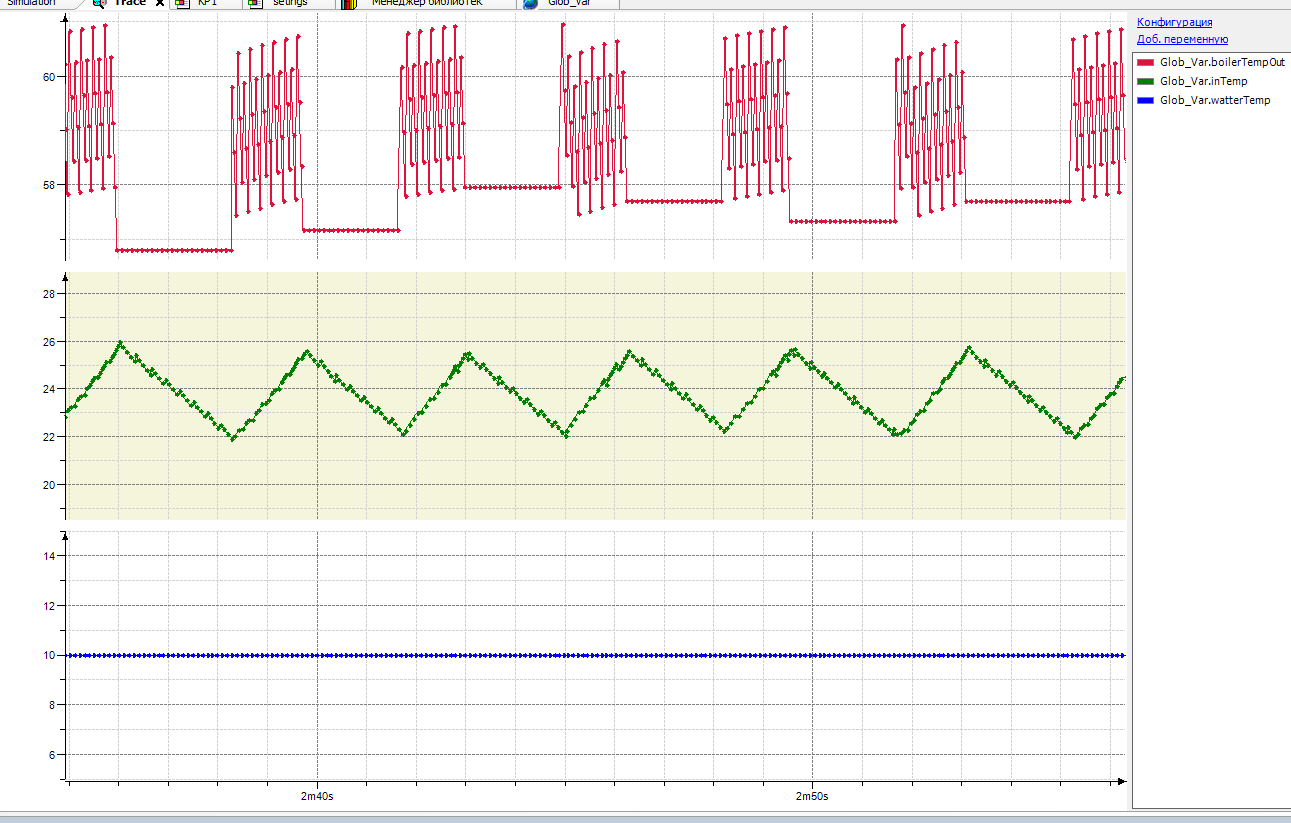 Simulation Trace KP1 setings Менеджер библиотек Glob_Var
Конфигурация
Доб. переменную
Glob_Var.boilerTempOut
Glob_Var.inTemp
Glob_Var.watterTemp
60
58
28
26
24
22
20
14
12
10
8
6
2m40s 2m50s